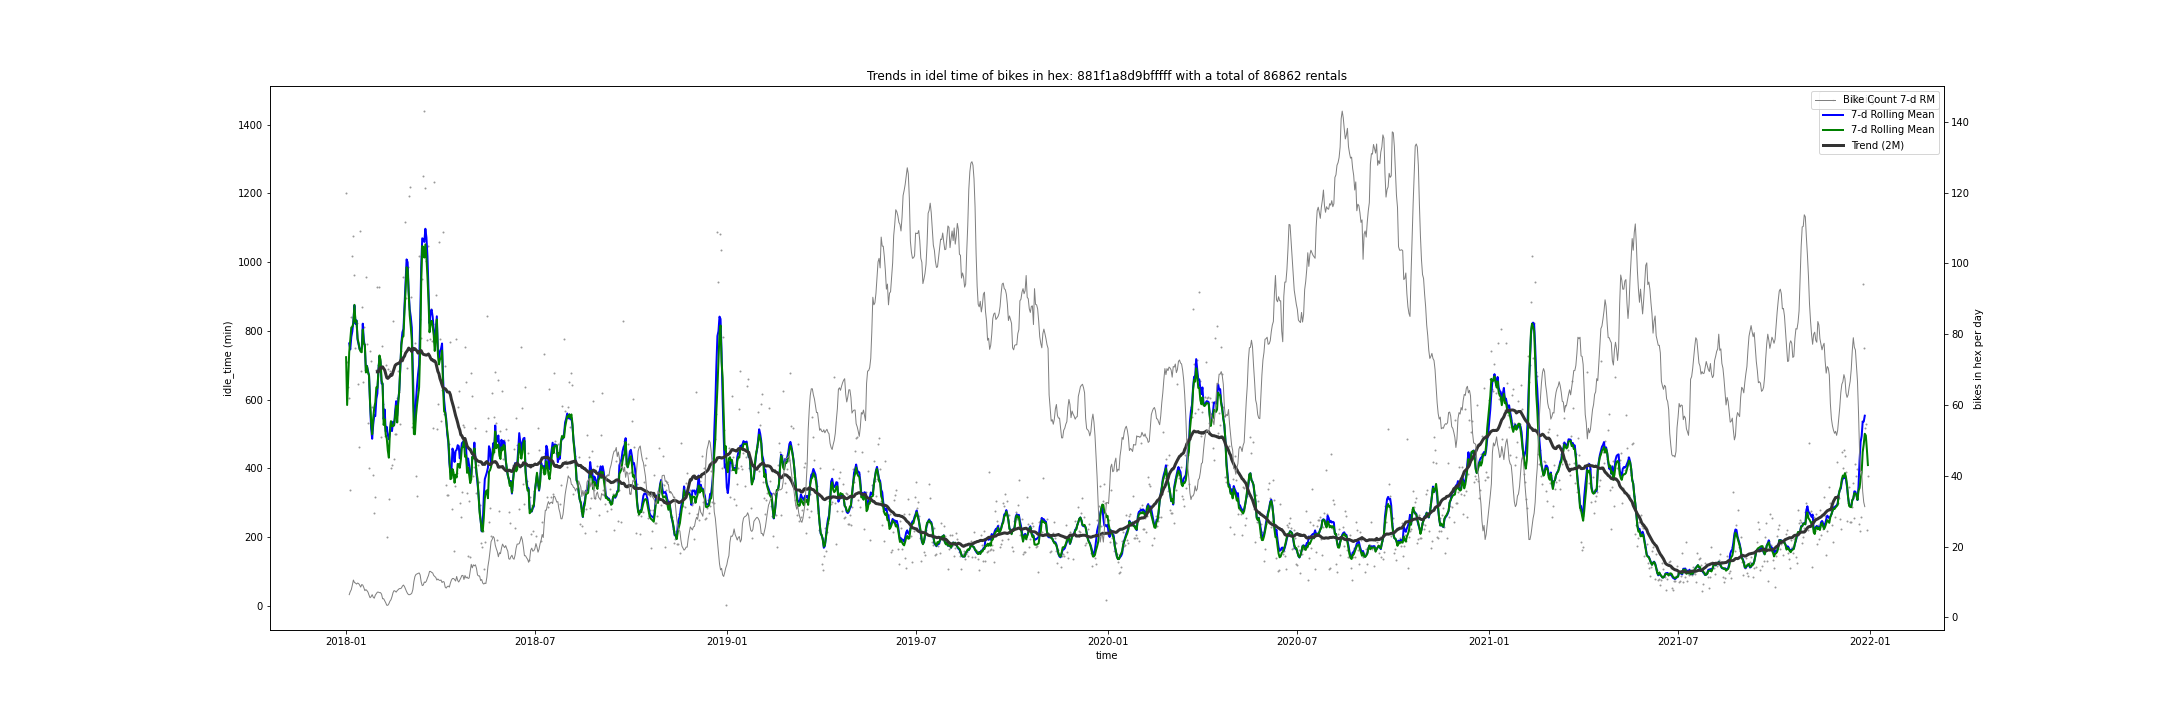 Trends in idel time of bikes in hex: 881f1a8d9bfffff with a total of 86862 rentals
Bike Count 7-d RM
7-d Rolling Mean
7-d Rolling Mean
Trend (2M)
1400
1200
1000
800
600
400
200
0
idle_time (min)
140
120
100
80
60
40
20
0
bikes in hex per day
2018-01 2018-07 2019-01 2019-07 2020-01 2020-07 2021-01 2021-07 2022-01
time